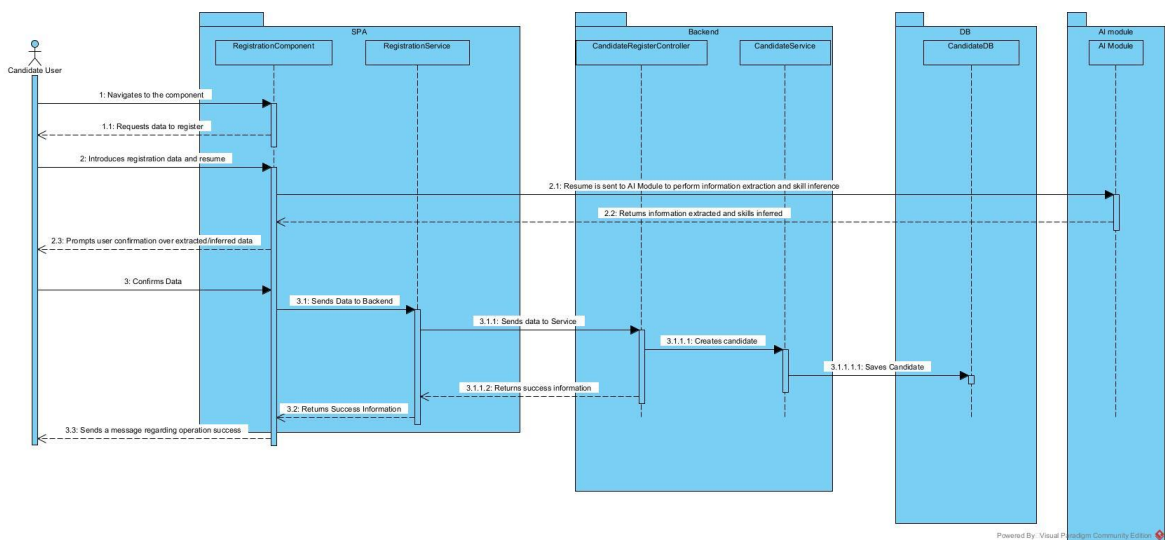 SPA
Backend
DB
AI module
RegistrationComponent
RegistrationService
CandidateRegisterController
CandidateService
CandidateDB
AI Module
Candidate User
1: Navigates to the component
1.1: Requests data to register
2: Introduces registration data and resume
2.1: Resume is sent to AI Module to perform information extraction and skill inference
2.2: Returns information extracted and skills inferred
2.3: Prompts user confirmation over extracted/inferred data
3: Confirms Data
3.1: Sends Data to Backend
3.1.1: Sends data to Service
3.1.1.1: Creates candidate
3.1.1.1.1: Saves Candidate
3.1.1.2: Returns success information
3.2: Returns Success Information
3.3: Sends a message regarding operation success
Powered By: Visual Paradigm Community Edition